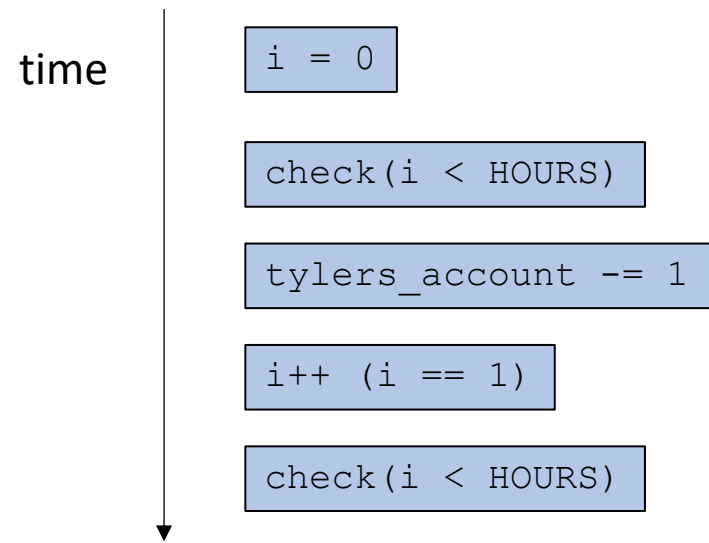 time
i = 0
check(i < HOURS)
tylers_account -= 1
i++ (i == 1)
check(i < HOURS)